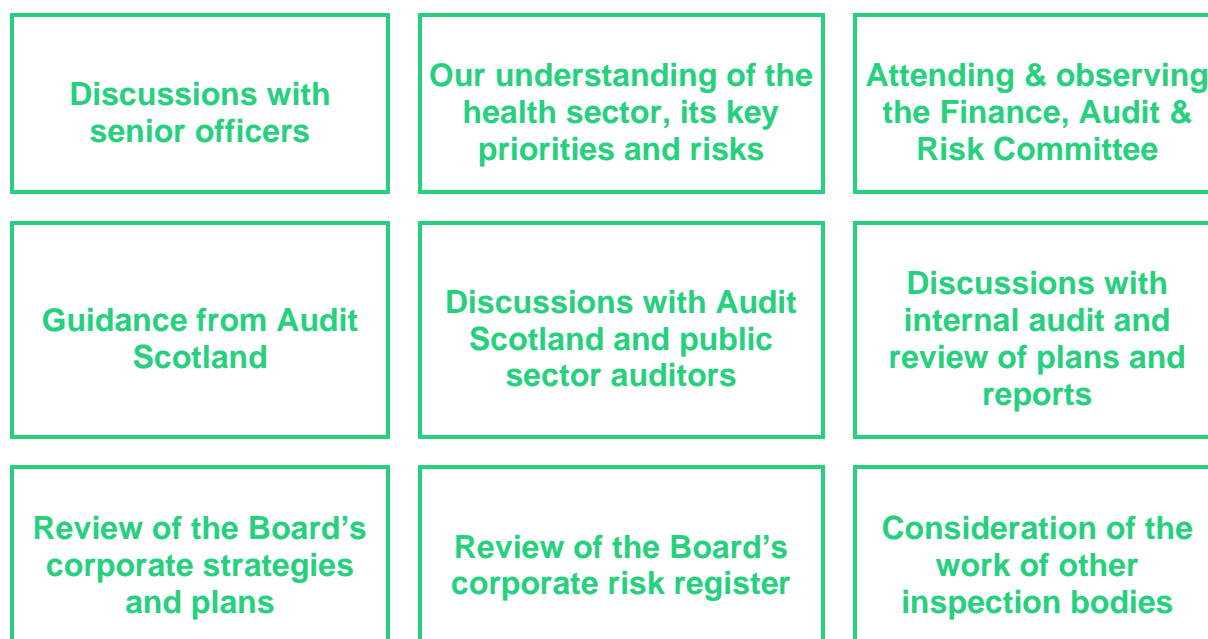 Discussions with
senior officers
Our understanding of the
health sector, its key
priorities and risks
Attending & observing
the Finance, Audit &
Risk Committee
Guidance from Audit
Scotland
Discussions with Audit
Scotland and public
sector auditors
Discussions with
internal audit and
review of plans and
reports
Review of the Board’s
corporate strategies
and plans
Review of the Board’s
corporate risk register
Consideration of the
work of other
inspection bodies